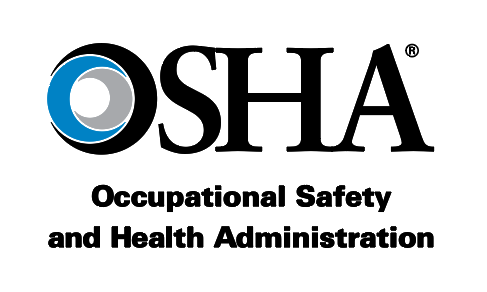 OSHA®
Occupational Safety
and Health Administration